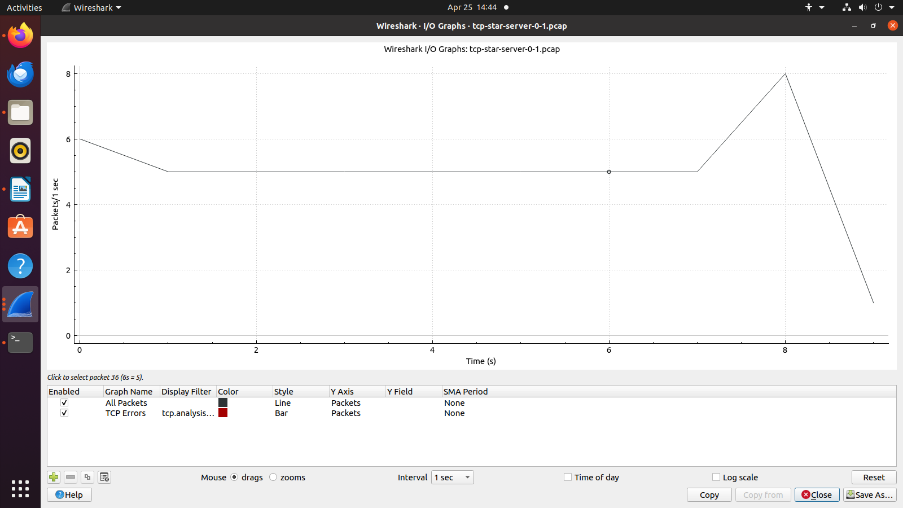 Activities Wireshark Apr 25 14:44
Wireshark · I/O Graphs · tcp-star-server-0-1.pcap
Wireshark I/O Graphs: tcp-star-server-0-1.pcap
8
6
4
2
0
Packets/1 sec
0 2 4 6 8
Time (s)
Click to select packet 36 (6s = 5).
Enabled Graph Name Display Filter Color Style Y Axis Y Field SMA Period
All Packets Line Packets None
TCP Errors tcp.analysis... Bar Packets None
Mouse drags zooms Interval 1 sec Time of day Log scale Reset
Help Copy Copy from Close Save As...